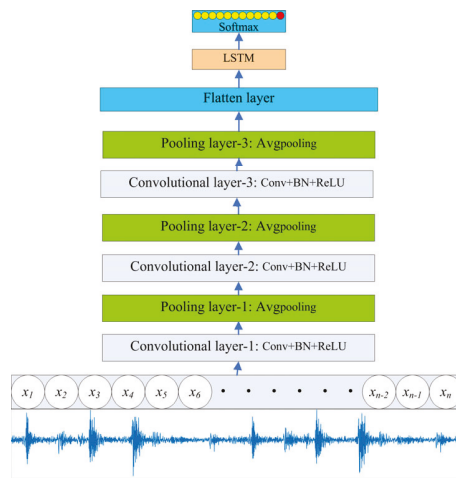 Softmax
LSTM
Flatten layer
Pooling layer-3: Avgpooling
Convolutional layer-3: Conv+BN+ReLU
Pooling layer-2: Avgpooling
Convolutional layer-2: Conv+BN+ReLU
Pooling layer-1: Avgpooling
Convolutional layer-1: Conv+BN+ReLU
x1 x2 x3 x4 x5 x6 · · · · · · xn-2 xn-1 xn